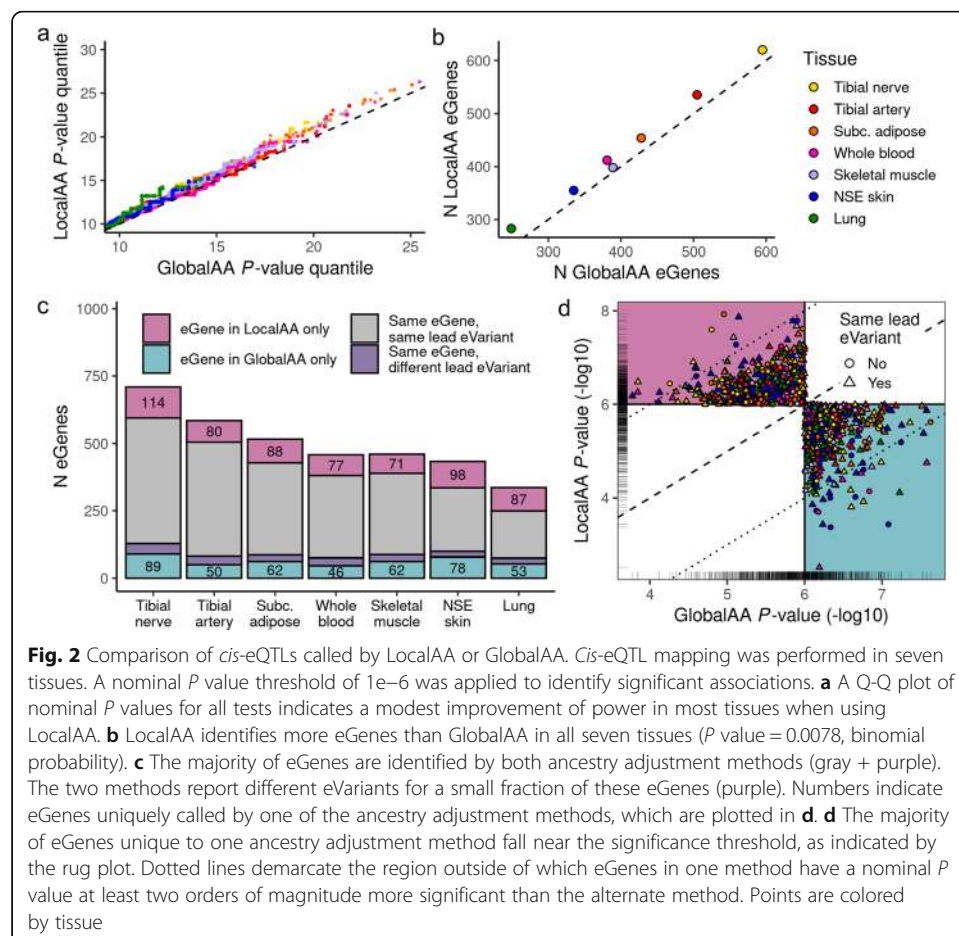 a
30
25
20
15
10
LocalAA P-value quantile
10
15
20
25
GlobalAA P-value quantile
b
600
500
400
300
N LocalAA eGenes
300
400
500
600
N GlobalAA eGenes
Tissue
Tibial nerve
Tibial artery
Subc. adipose
Whole blood
Skeletal muscle
NSE skin
Lung
c
1000
750
500
250
0
N eGenes
eGene in LocalAA only
eGene in GlobalAA only
Same eGene,
same lead eVariant
Same eGene,
different lead eVariant
114
80
88
77
71
98
87
89
50
62
46
62
78
53
Tibial
nerve
Tibial
artery
Subc.
adipose
Whole
blood
Skeletal
muscle
NSE
skin
Lung
d
8
6
4
LocalAA P-value (-log10)
Same lead
eVariant
No
Yes
4
5
6
7
GlobalAA P-value (-log10)
Fig. 2 Comparison of cis-eQTLs called by LocalAA or GlobalAA. Cis-eQTL mapping was performed in seven
tissues. A nominal P value threshold of 1e−6 was applied to identify significant associations. a A Q-Q plot of
nominal P values for all tests indicates a modest improvement of power in most tissues when using
LocalAA. b LocalAA identifies more eGenes than GlobalAA in all seven tissues (P value = 0.0078, binomial
probability). c The majority of eGenes are identified by both ancestry adjustment methods (gray + purple).
The two methods report different eVariants for a small fraction of these eGenes (purple). Numbers indicate
eGenes uniquely called by one of the ancestry adjustment methods, which are plotted in d. d The majority
of eGenes unique to one ancestry adjustment method fall near the significance threshold, as indicated by
the rug plot. Dotted lines demarcate the region outside of which eGenes in one method have a nominal P
value at least two orders of magnitude more significant than the alternate method. Points are colored
by tissue